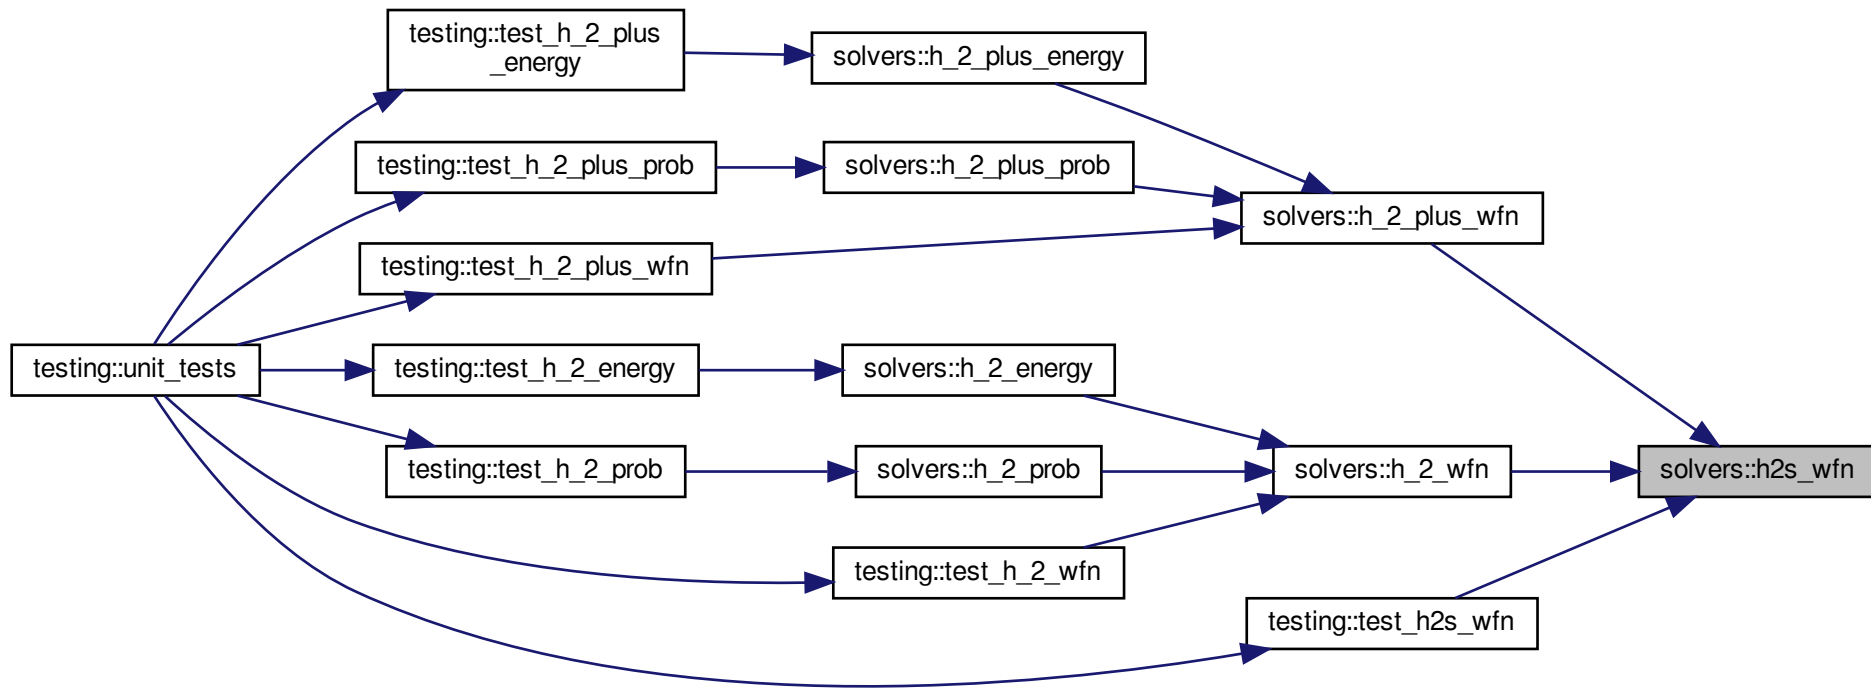 testing::test_h_2_plus
_energy
solvers::h_2_plus_energy
testing::test_h_2_plus_prob
solvers::h_2_plus_prob
solvers::h_2_plus_wfn
testing::test_h_2_plus_wfn
testing::unit_tests
testing::test_h_2_energy
solvers::h_2_energy
testing::test_h_2_prob
solvers::h_2_prob
solvers::h_2_wfn
solvers::h2s_wfn
testing::test_h_2_wfn
testing::test_h2s_wfn